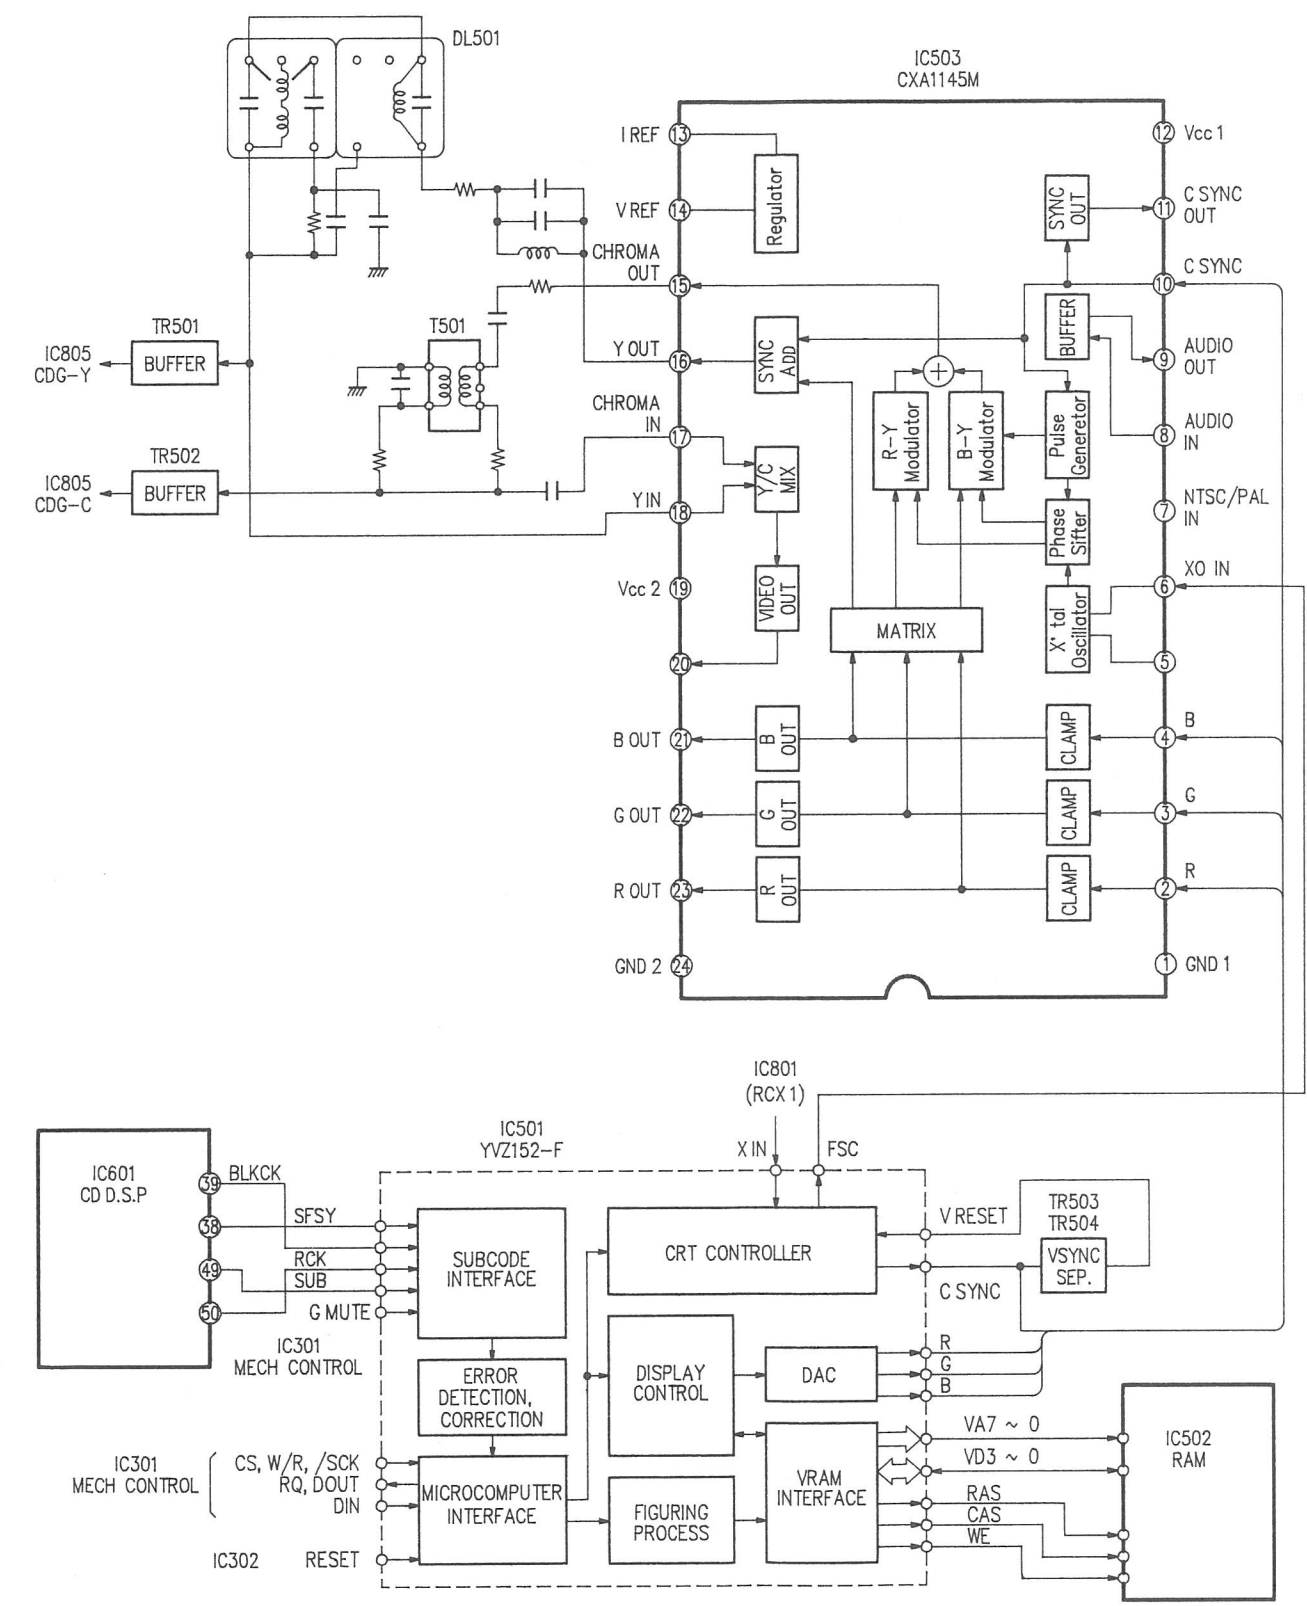 DL501
IC503
CXA1145M
I REF
13
12
Vcc 1
V REF
14
Regulator
SYNC
OUT
11
C SYNC
OUT
CHROMA
OUT
15
C SYNC
10
TR501
BUFFER
IC805
CDG-Y
T501
Y OUT
16
SYNC
ADD
BUFFER
9
AUDIO
OUT
CHROMA
IN
17
R-Y
Modulator
B-Y
Modulator
Pulse
Generetor
8
AUDIO
IN
TR502
BUFFER
IC805
CDG-C
Y IN
18
Y/C
MIX
Phase
Sifter
7
NTSC/PAL
IN
Vcc 2
19
VIDEO
OUT
MATRIX
X' tal
Oscillator
6
XO IN
20
5
B OUT
21
B
OUT
CLAMP
4
B
G OUT
22
G
OUT
CLAMP
3
G
R OUT
23
R
OUT
CLAMP
2
R
GND 2
24
1
GND 1
IC801
(RCX 1)
IC501
YVZ152-F
X IN
FSC
IC601
CD D.S.P
39
BLKCK
38
SFSY
49
RCK
SUB
50
G MUTE
IC301
MECH CONTROL
SUBCODE
INTERFACE
CRT CONTROLLER
V RESET
TR503
TR504
VSYNC
SEP.
C SYNC
ERROR
DETECTION,
CORRECTION
DISPLAY
CONTROL
DAC
R
G
B
IC301
MECH CONTROL
CS, W/R, /SCK
RQ, DOUT
DIN
MICROCOMPUTER
INTERFACE
FIGURING
PROCESS
VRAM
INTERFACE
VA7 ~ 0
VD3 ~ 0
RAS
CAS
WE
IC502
RAM
IC302
RESET